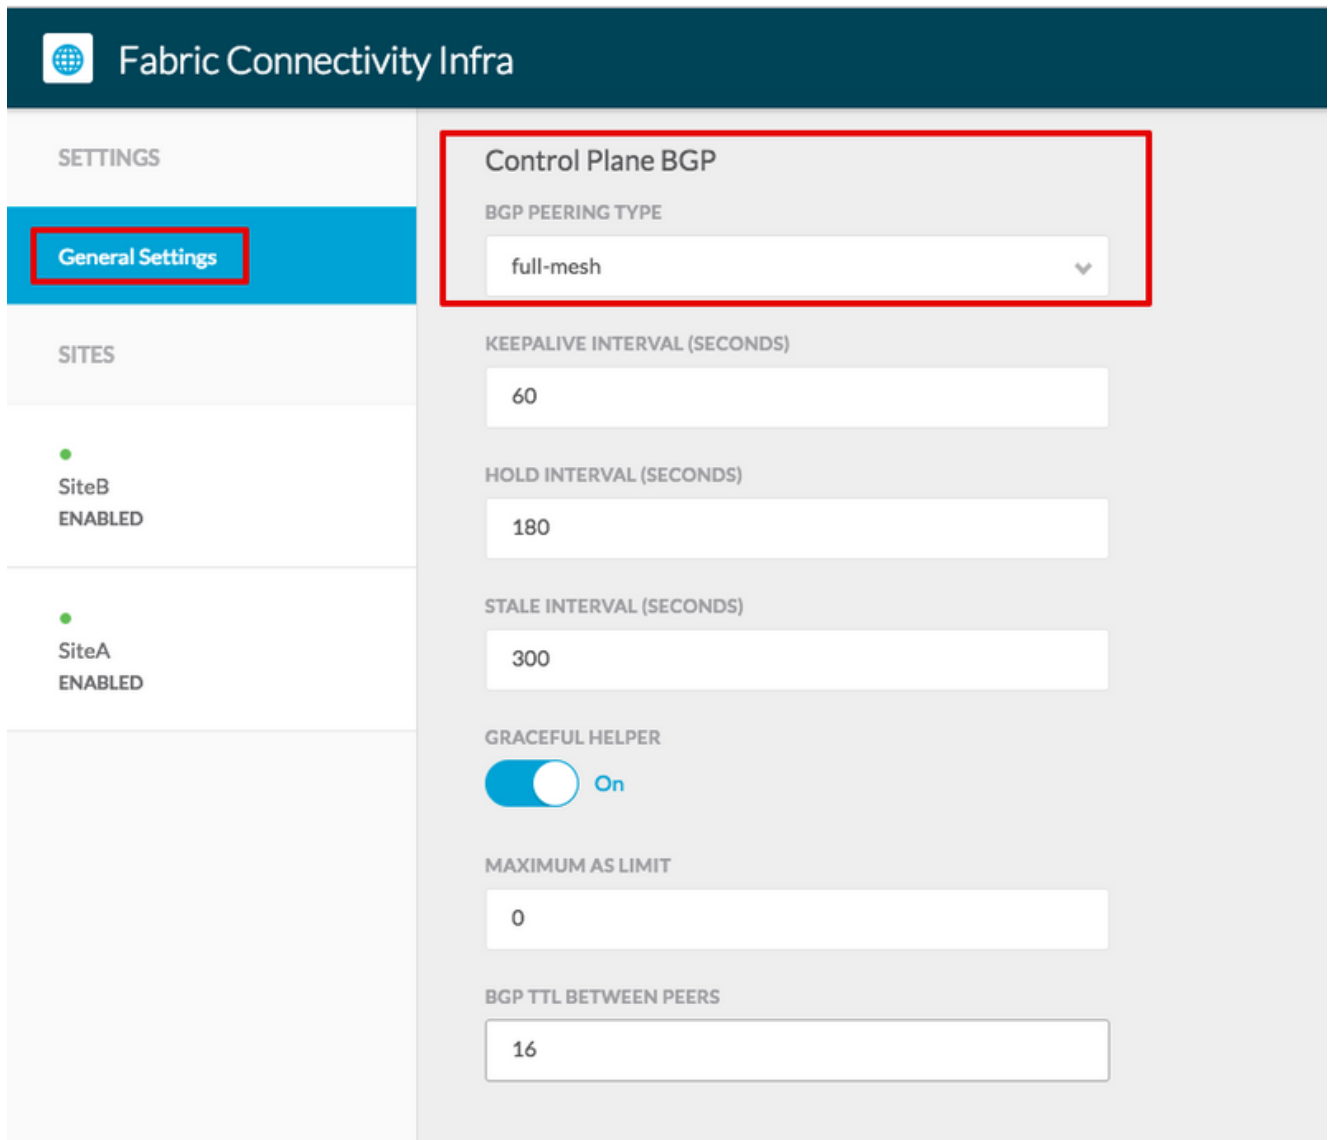 Fabric Connectivity Infra
SETTINGS
General Settings
SITES
SiteB
ENABLED
SiteA
ENABLED
Control Plane BGP
BGP PEERING TYPE
full-mesh
KEEPALIVE INTERVAL (SECONDS)
60
HOLD INTERVAL (SECONDS)
180
STALE INTERVAL (SECONDS)
300
GRACEFUL HELPER
On
MAXIMUM AS LIMIT
0
BGP TTL BETWEEN PEERS
16